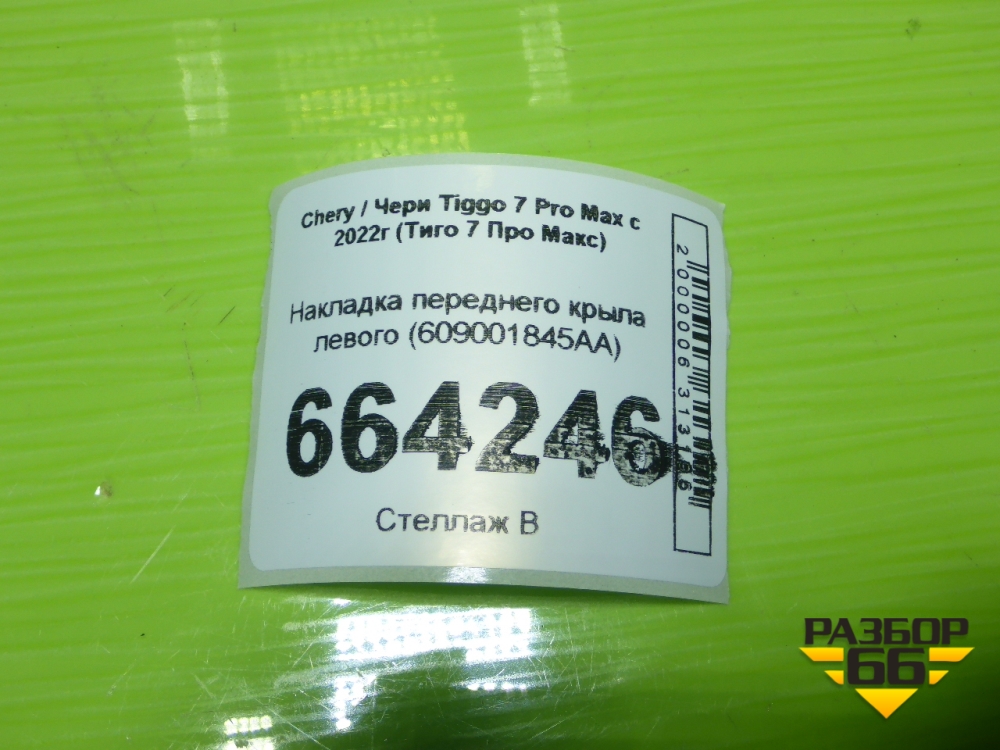 Chery / Чери Tiggo 7 Pro Max с
2022г (Тиго 7 Про Макс)
Накладка переднего крыла
левого (609001845AA)
664246
Стеллаж В
РАЗБОР
66